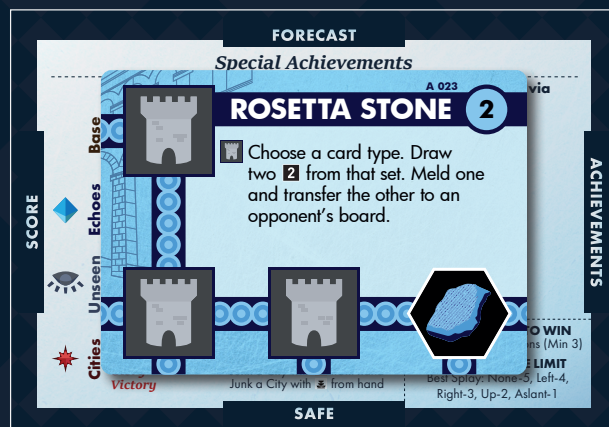 FORECAST
Special Achievements
A 023
via
ROSETTA STONE 2
Base
Choose a card type. Draw
two 2 from that set. Meld one
and transfer the other to an
opponent's board.
SCORE
Echoes
ACHIEVEMENTS
Unseen
Cities
TO WIN
(Min 3)
LIMIT
Victory
Junk a City with from hand
Best Splay: None-5, Left-4,
Right-3, Up-2, Aslant-1
SAFE